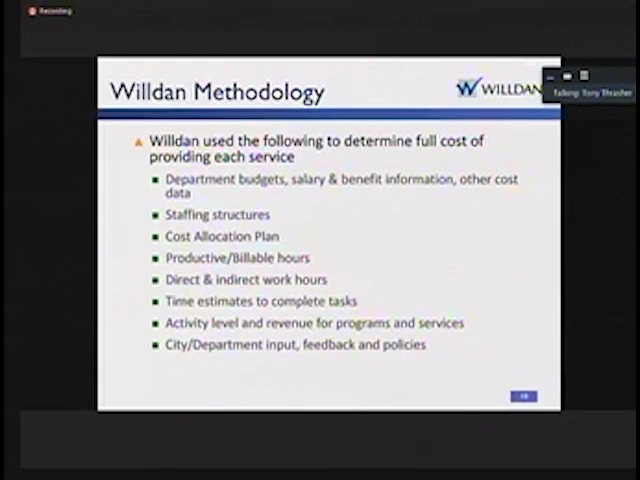 Recording
Willdan Methodology
WILLDAN
Talking: Tony Thrasher
Willdan used the following to determine full cost of
providing each service
Department budgets, salary & benefit information, other cost
data
Staffing structures
Cost Allocation Plan
Productive/Billable hours
Direct & indirect work hours
Time estimates to complete tasks
Activity level and revenue for programs and services
City/Department input, feedback and policies